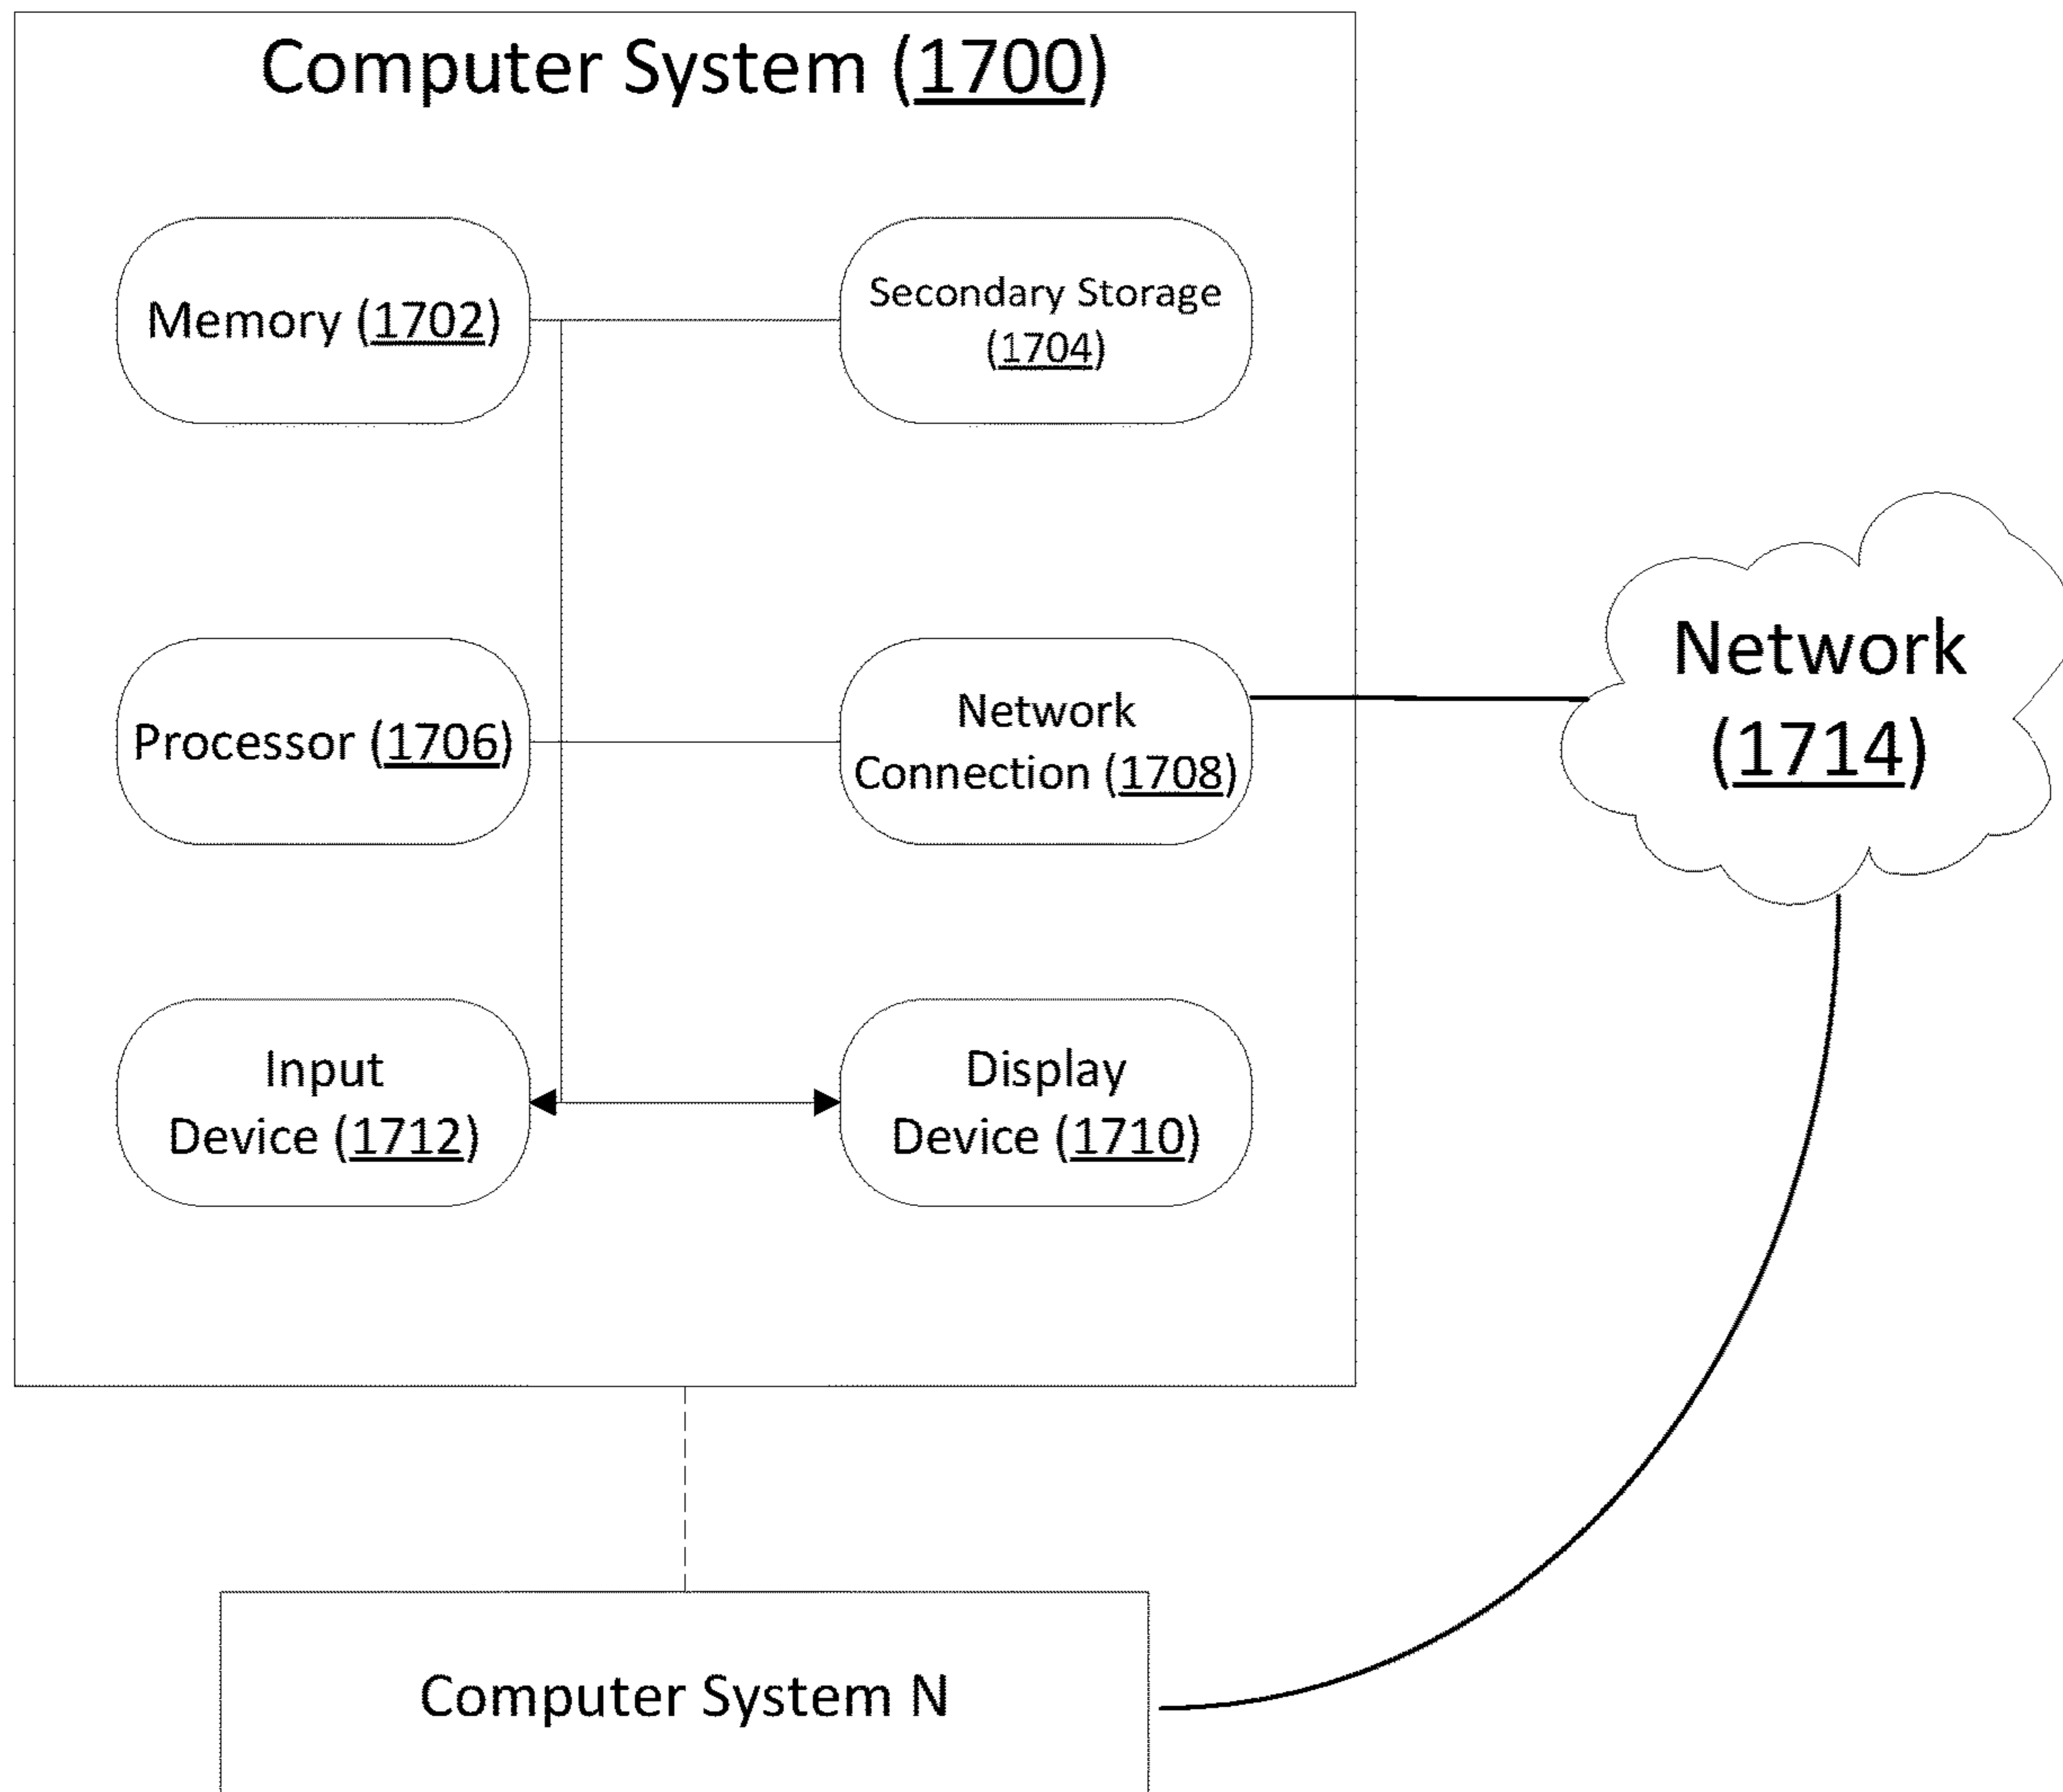 Computer System (1700)
Memory (1702)
Secondary Storage
(1704)
Processor (1706)
Network
Connection (1708)
Network
(1714)
Input
Device (1712)
Display
Device (1710)
Computer System N